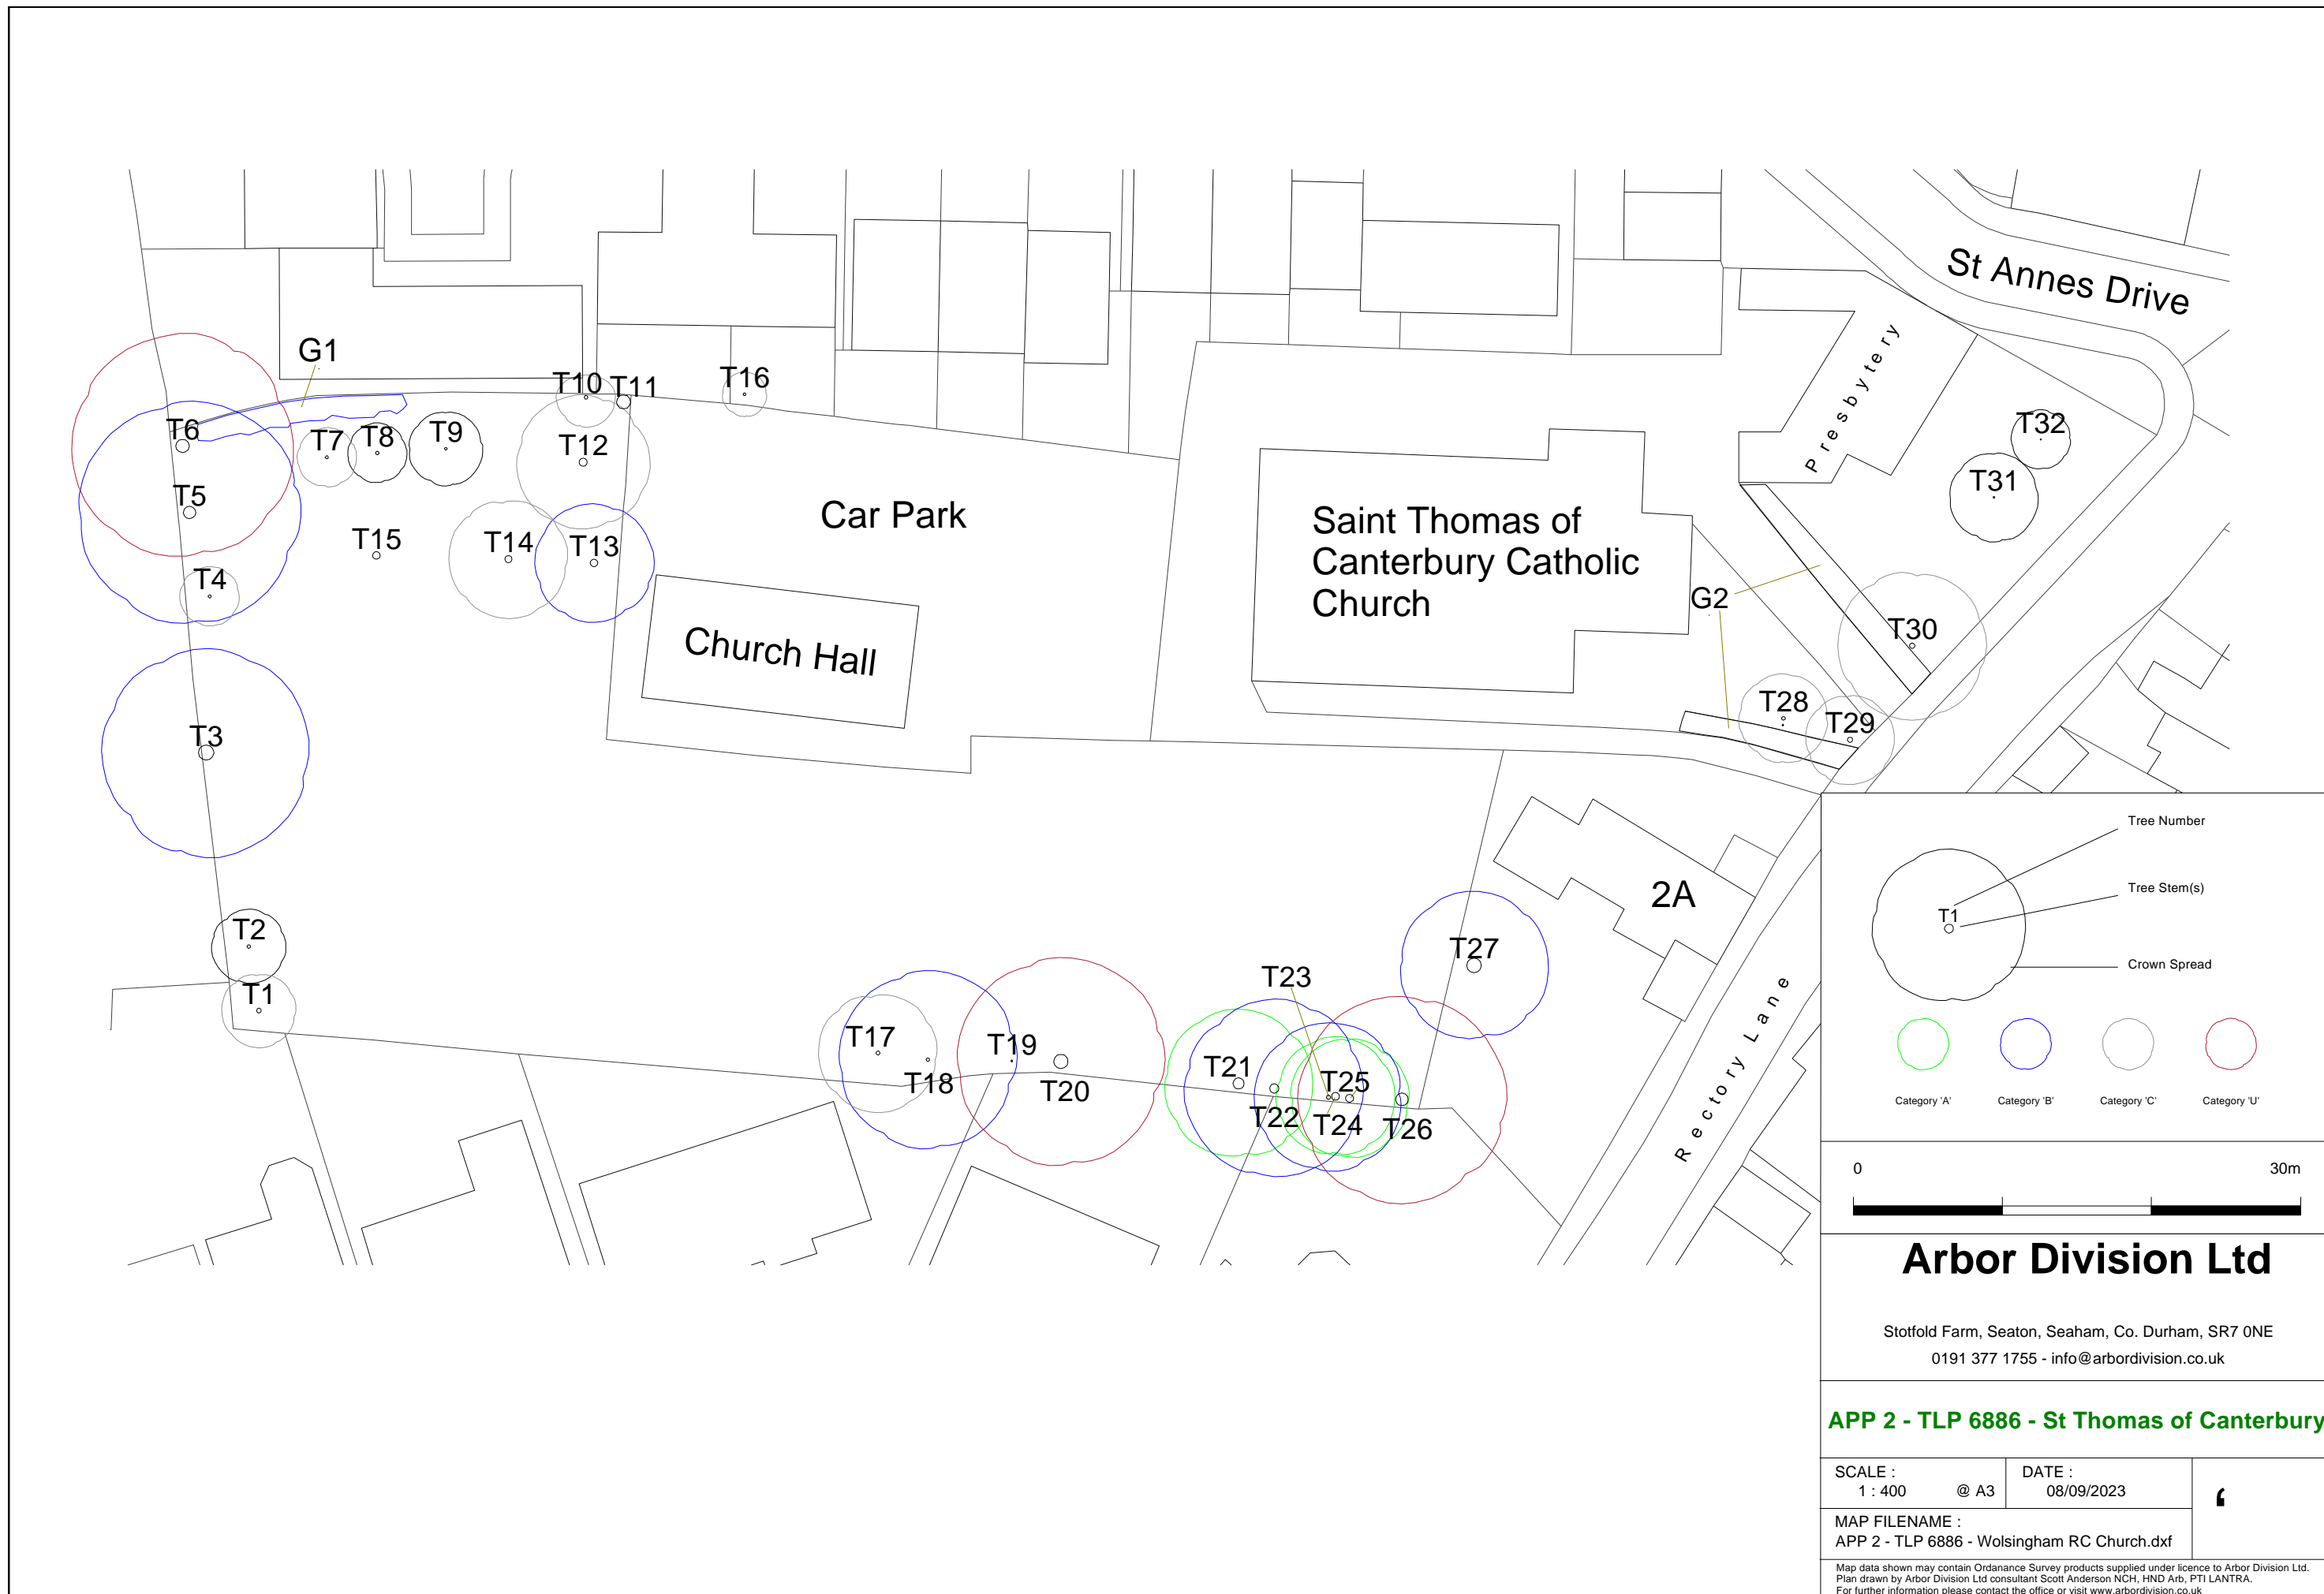 St Annes Drive
G1
T10
T11
T16
Presbytery
T6
T7
T8
T9
T12
T32
T31
T5
T15
T14
T13
Car Park
Saint Thomas of
Canterbury Catholic
Church
T4
G2
Church Hall
T30
T3
T28
T29
2A
T2
T1
T27
T23
Rectory Lane
T17
T18
T19
T20
T21
T22
T25
T24
T26
Tree Number
Tree Stem(s)
T1
Crown Spread
Category 'A'
Category 'B'
Category 'C'
Category 'U'
0
30m
Arbor Division Ltd
Stotfold Farm, Seaton, Seaham, Co. Durham, SR7 0NE
0191 377 1755 - info@arbordivision.co.uk
APP 2 - TLP 6886 - St Thomas of Canterbury
SCALE :
1 : 400 @ A3
DATE :
08/09/2023
MAP FILENAME :
APP 2 - TLP 6886 - Wolsingham RC Church.dxf
Map data shown may contain Ordanance Survey products supplied under licence to Arbor Division Ltd.
Plan drawn by Arbor Division Ltd consultant Scott Anderson NCH, HND Arb, PTI LANTRA.
For further information please contact the office or visit www.arbordivision.co.uk